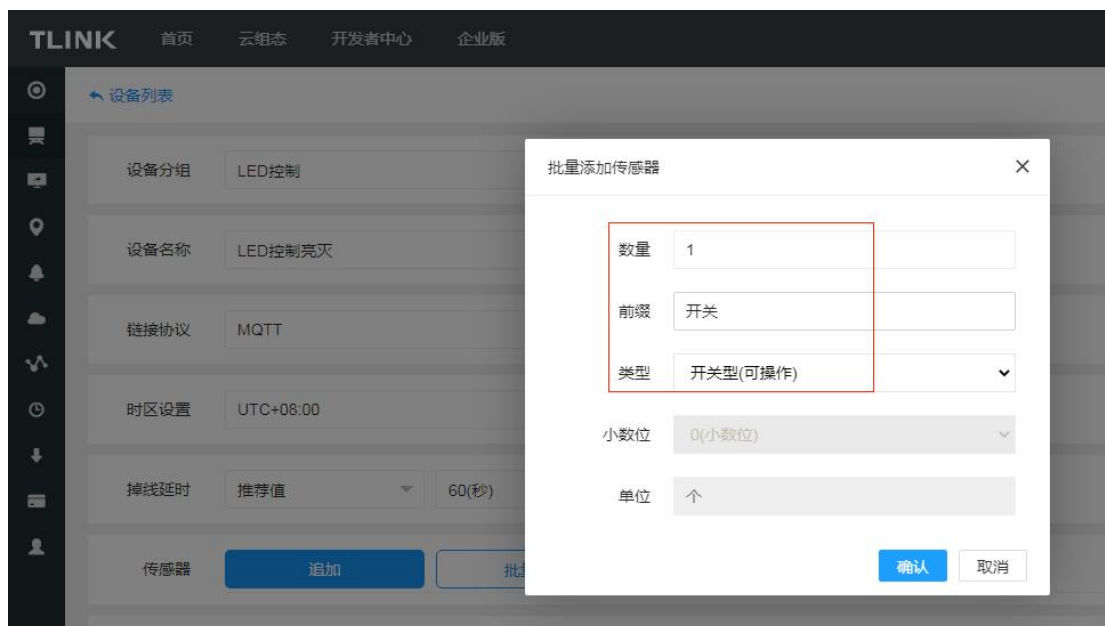 TLINK 首页 云组态 开发者中心 企业版
设备列表
设备分组 LED控制
设备名称 LED控制亮灭
链接协议 MQTT
时区设置 UTC+08:00
掉线延时 推荐值 60(秒)
传感器 追加
批量添加传感器
数量 1
前缀 开关
类型 开关型(可操作)
小数位 0(小数位)
单位 个
确认 取消